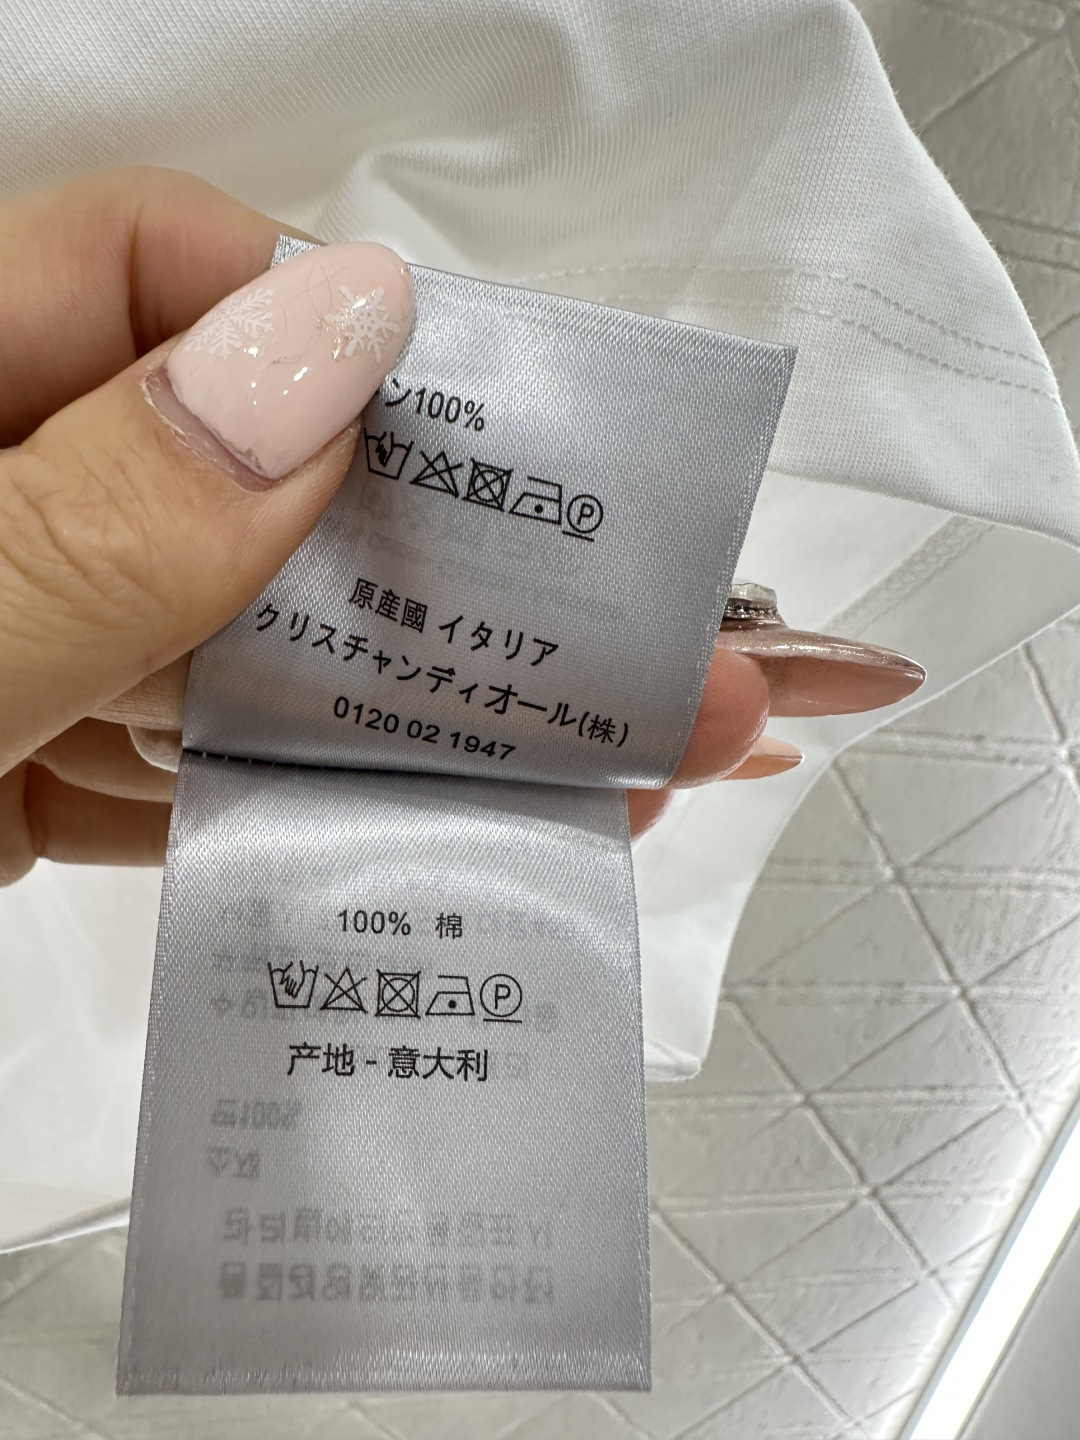 ン100%
P
原産國 イタリア
クリスチャンディオール(株)
0120 02 1947
100% 棉
P
产地 - 意大利